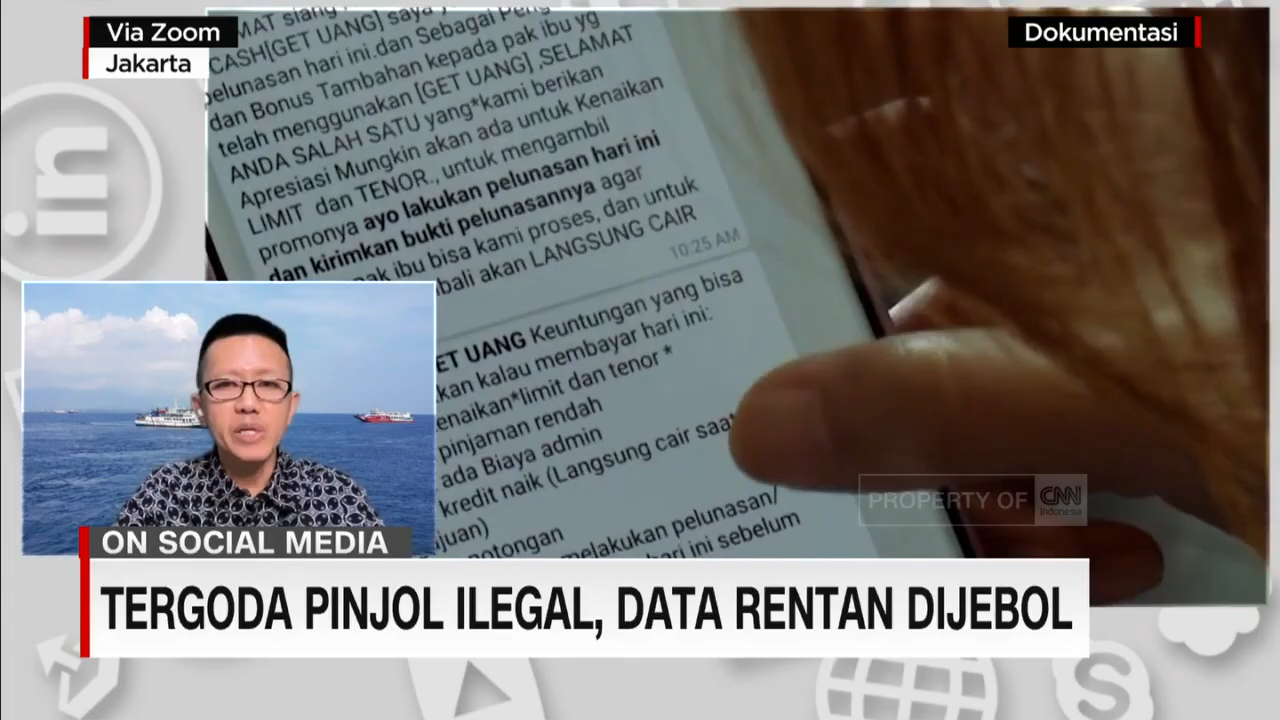 Via Zoom
Jakarta
Dokumentasi
CASH[GET UANG] saya
pelunasan hari ini.dan Sebagai
dan Bonus Tambahan kepada pak ibu yg
telah menggunakan [GET UANG] ,SELAMAT
ANDA SALAH SATU yang*kami berikan
Apresiasi Mungkin akan ada untuk Kenaikan
LIMIT dan TENOR., untuk mengambil
promonya ayo lakukan pelunasan hari ini
dan kirimkan bukti pelunasannya agar
pak ibu bisa kami proses, dan untuk
akan LANGSUNG CAIR
10:25 AM
UANG Keuntungan yang bisa
kalau membayar hari ini:
limit dan tenor *
pinjaman rendah
ada Biaya admin
kredit naik (Langsung cair
melakukan pelunasan/
ini sebelum
in
PROPERTY OF CNN
Indonesia
ON SOCIAL MEDIA
TERGODA PINJOL ILEGAL, DATA RENTAN DIJEBOL